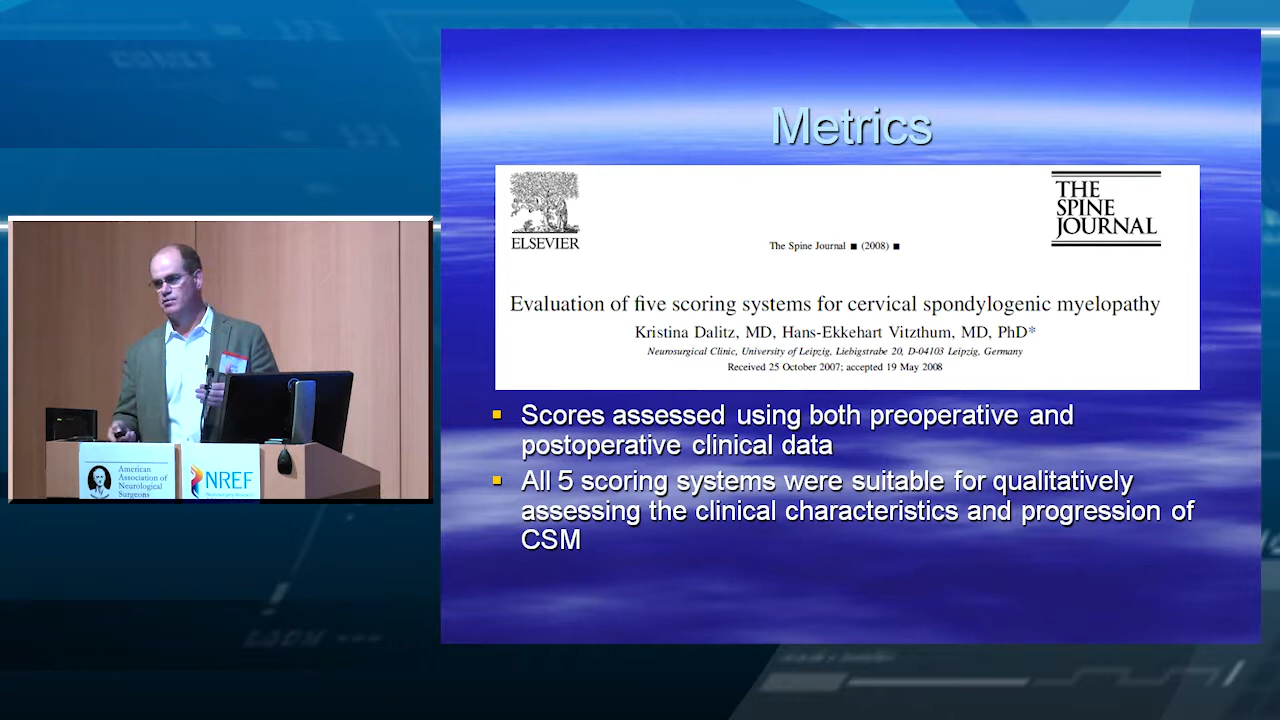 Metrics
ELSEVIER
THE
SPINE
JOURNAL
The Spine Journal ■ (2008) ■
Evaluation of five scoring systems for cervical spondylogenic myelopathy
Kristina Dalitz, MD, Hans-Ekkehart Vitzthum, MD, PhD*
Neurosurgical Clinic, University of Leipzig, Liebigstrabe 20, D-04103 Leipzig, Germany
Received 25 October 2007; accepted 19 May 2008
Scores assessed using both preoperative and
postoperative clinical data
All 5 scoring systems were suitable for qualitatively
assessing the clinical characteristics and progression of
CSM
American
Association of
Neurological
Surgeons
NREF